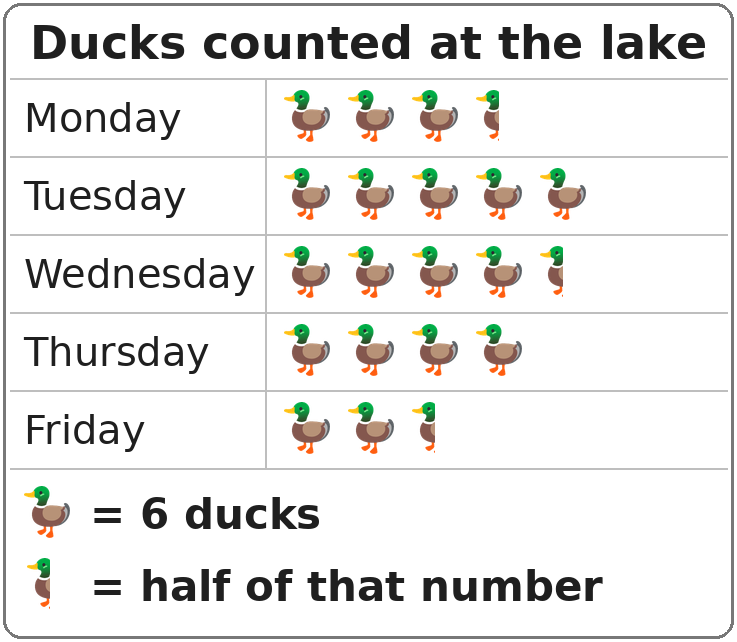 Ducks counted at the lake
Monday
Tuesday
Wednesday
Thursday
Friday
= 6 ducks
= half of that number